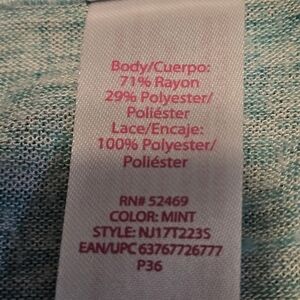 Body/Cuerpo:
71% Rayon
29% Polyester/
Poliéster
Lace/Encaje:
100% Polyester/
Poliéster
RN# 52469
COLOR: MINT
STYLE: NJ17T223S
EAN/UPC 63767726777
P36